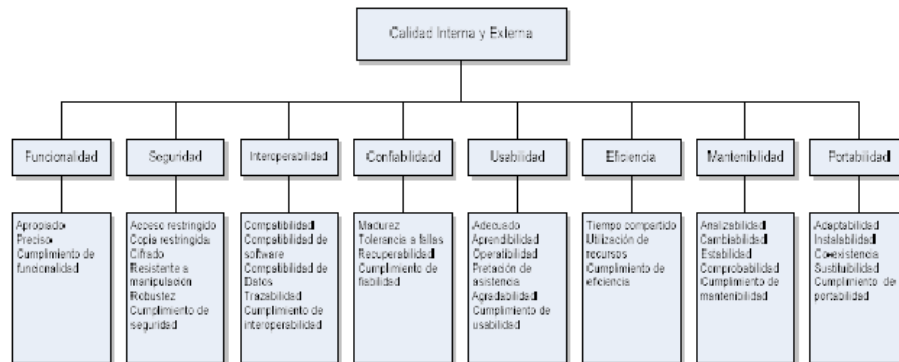 Calidad Interna y Externa
Funcionalidad
Seguridad
Interoperabilidad
Confiabilidadd
Usabilidad
Eficiencia
Mantenibilidad
Portabilidad
Apropiado
Preciso
Cumplimiento de
funcionalidad
Acceso restringido
Copia restringida
Cifrado
Resistente a
manipulación
Robustez
Cumplimiento de
seguridad
Compatibilidad
Compatibilidad de
software
Compatibilidad de
Datos
Trazabilidad
Cumplimiento de
interoperabilidad
Madurez
Tolerancia a fallas
Recuperabilidad
Cumplimiento de
fiabilidad
Adecuado
Aprendibilidad
Operatibilidad
Pretación de
asistencia
Agradabilidad
Cumplimiento de
usabilidad
Tiempo compartido
Utilización de
recursos
Cumplimiento de
eficiencia
Analizabilidad
Cambiabilidad
Estabilidad
Comprobabilidad
Cumplimiento de
mantenibilidad
Adaptabilidad
Instalabilidad
Co-existencia
Sustituibilidad
Cumplimiento de
portabilidad